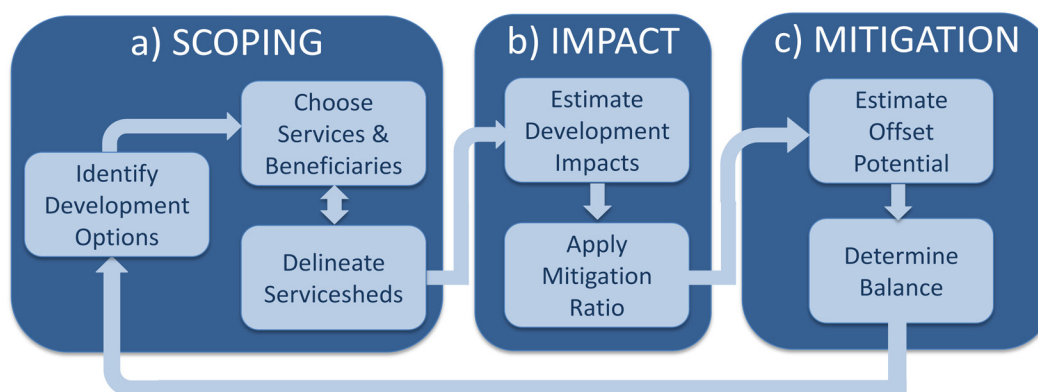 a) SCOPING
Identify
Development
Options
Choose
Services &
Beneficiaries
Delineate
Servicesheds
b) IMPACT
Estimate
Development
Impacts
Apply
Mitigation
Ratio
c) MITIGATION
Estimate
Offset
Potential
Determine
Balance